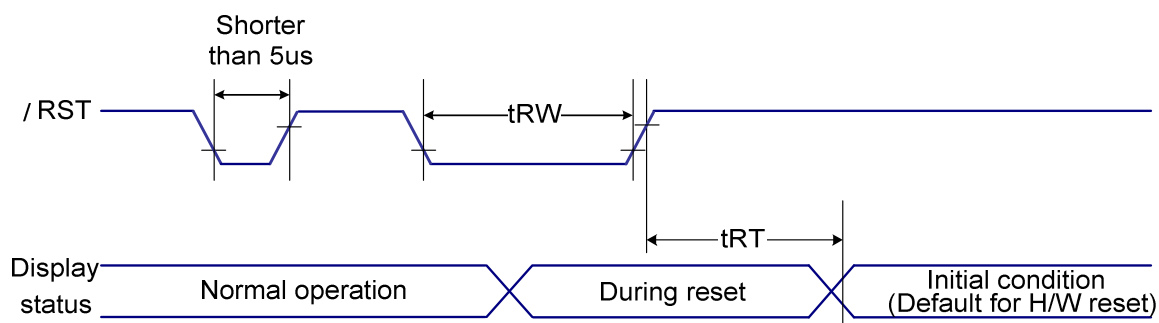 Shorter
than 5us
/ RST
tRW
tRT
Display
status
Normal operation
During reset
Initial condition
(Default for H/W reset)